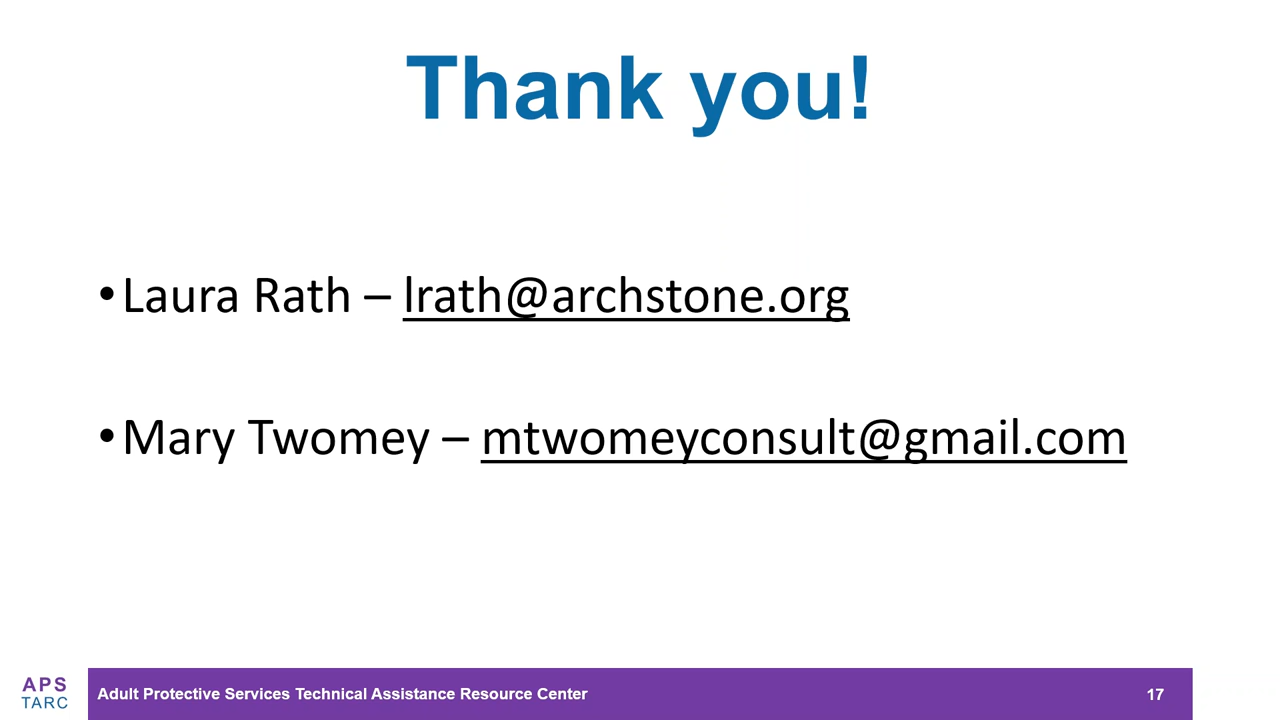 Thank you!
•Laura Rath – lrath@archstone.org
•Mary Twomey – mtwomeyconsult@gmail.com
APS
TARC
Adult Protective Services Technical Assistance Resource Center
17